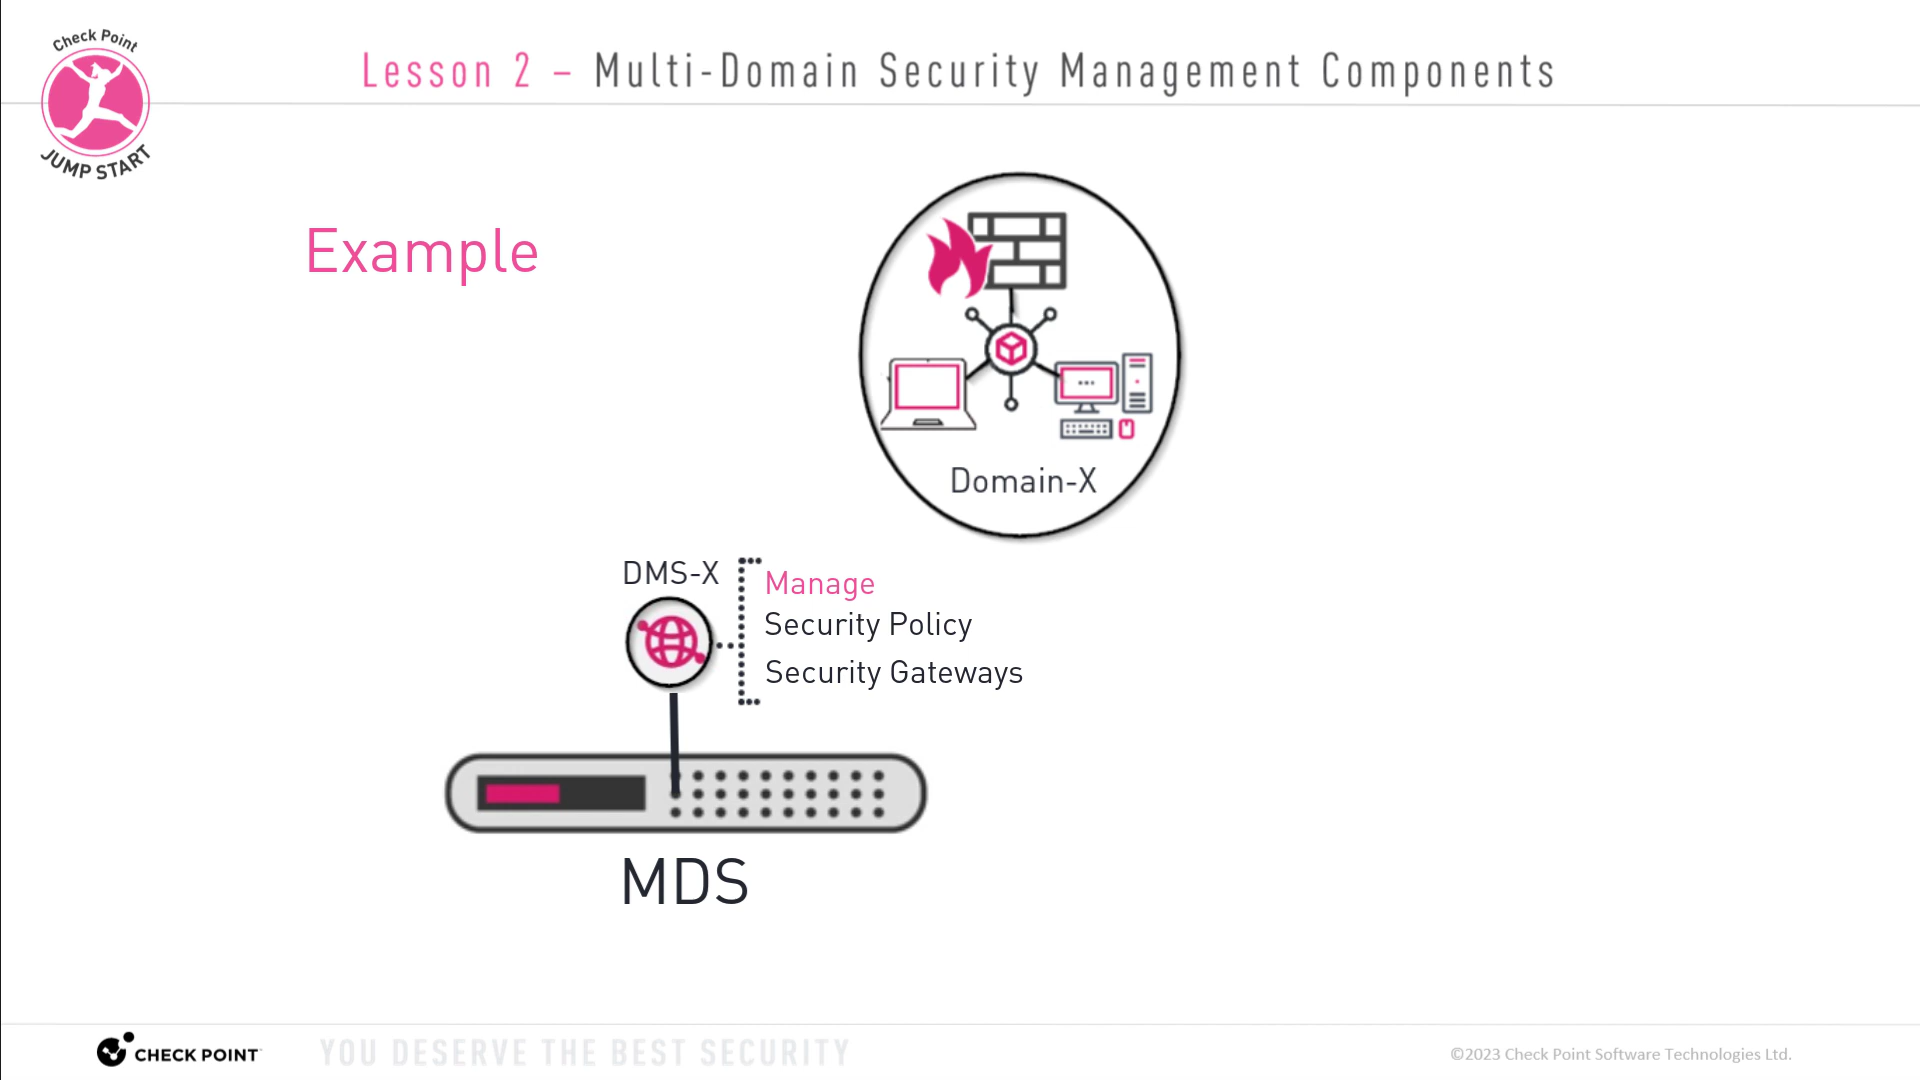 Check Point
JUMP START
Lesson 2 – Multi-Domain Security Management Components
Example
Domain-X
DMS-X
Manage
Security Policy
Security Gateways
MDS
CHECK POINT
YOU DESERVE THE BEST SECURITY
©2023 Check Point Software Technologies Ltd.